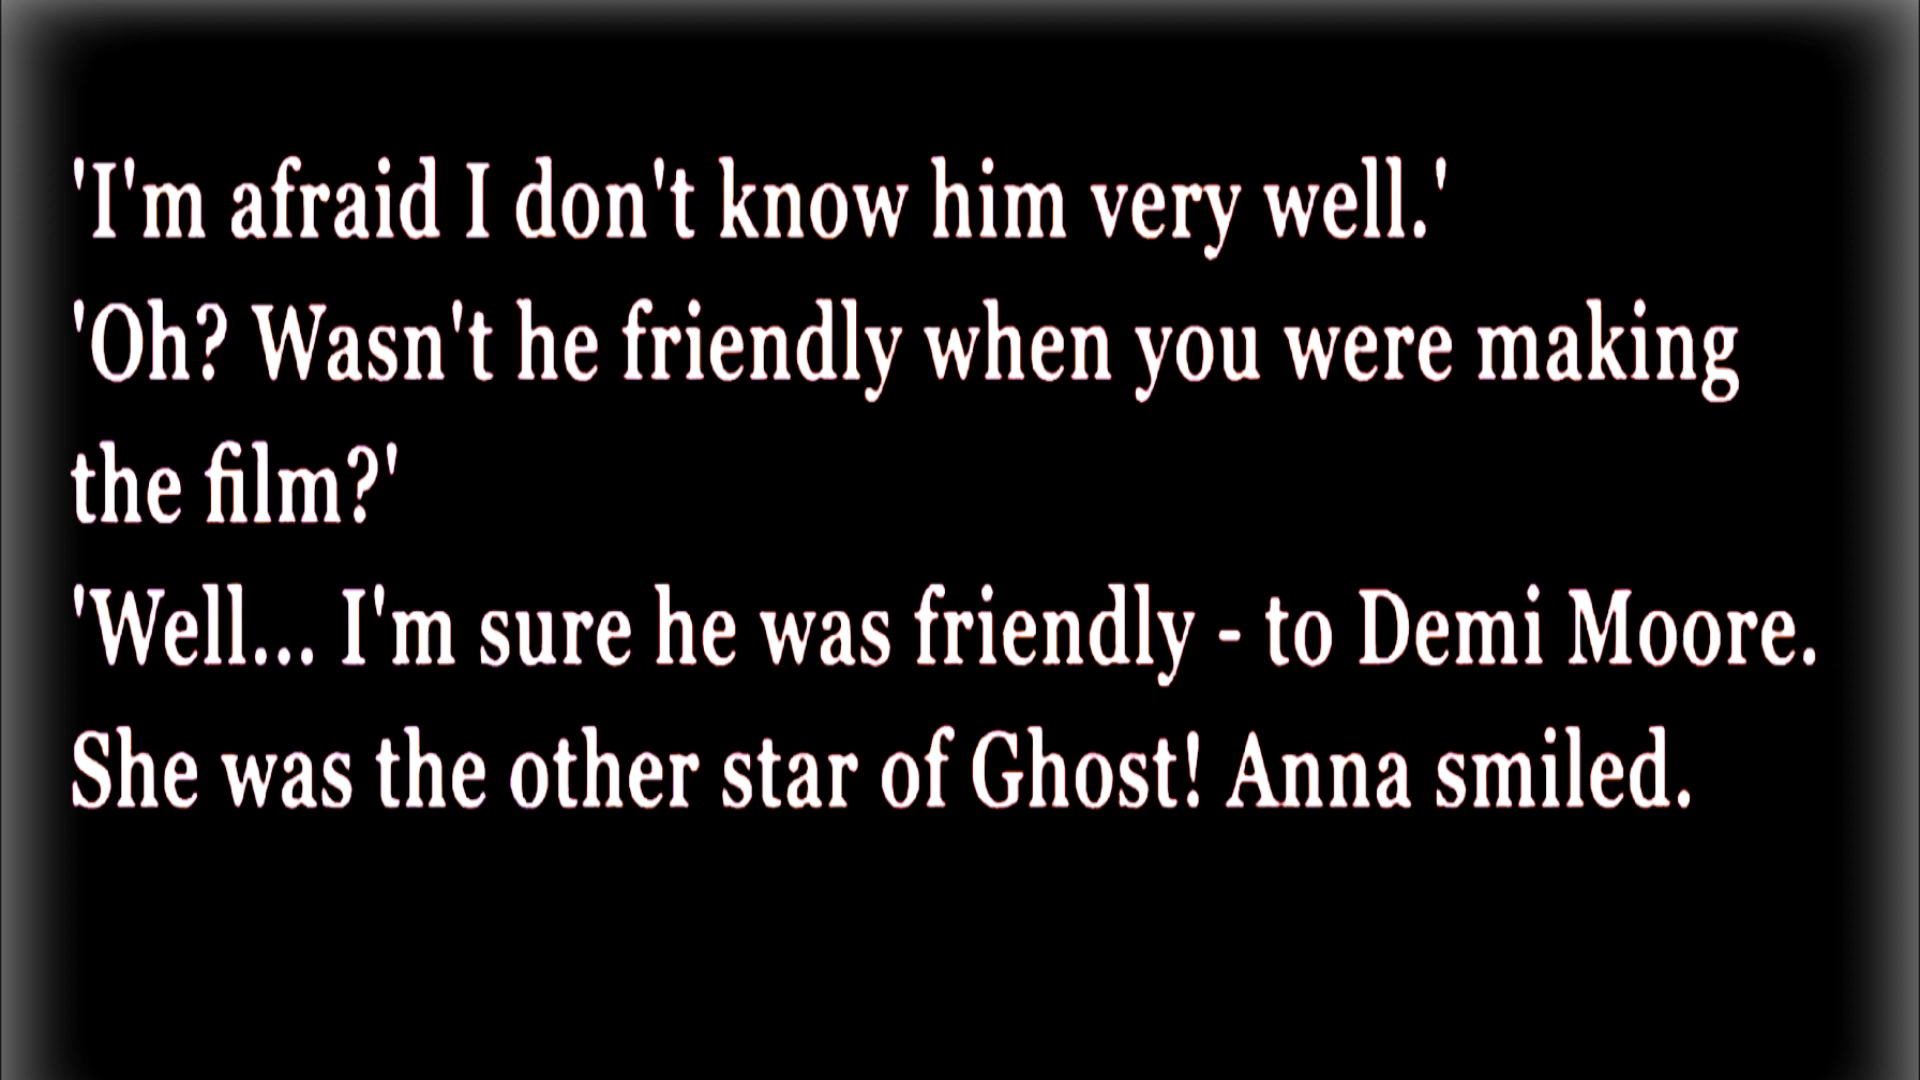 'I'm afraid I don't know him very well.'
'Oh? Wasn't he friendly when you were making
the film?'
'Well... I'm sure he was friendly - to Demi Moore.
She was the other star of Ghost! Anna smiled.